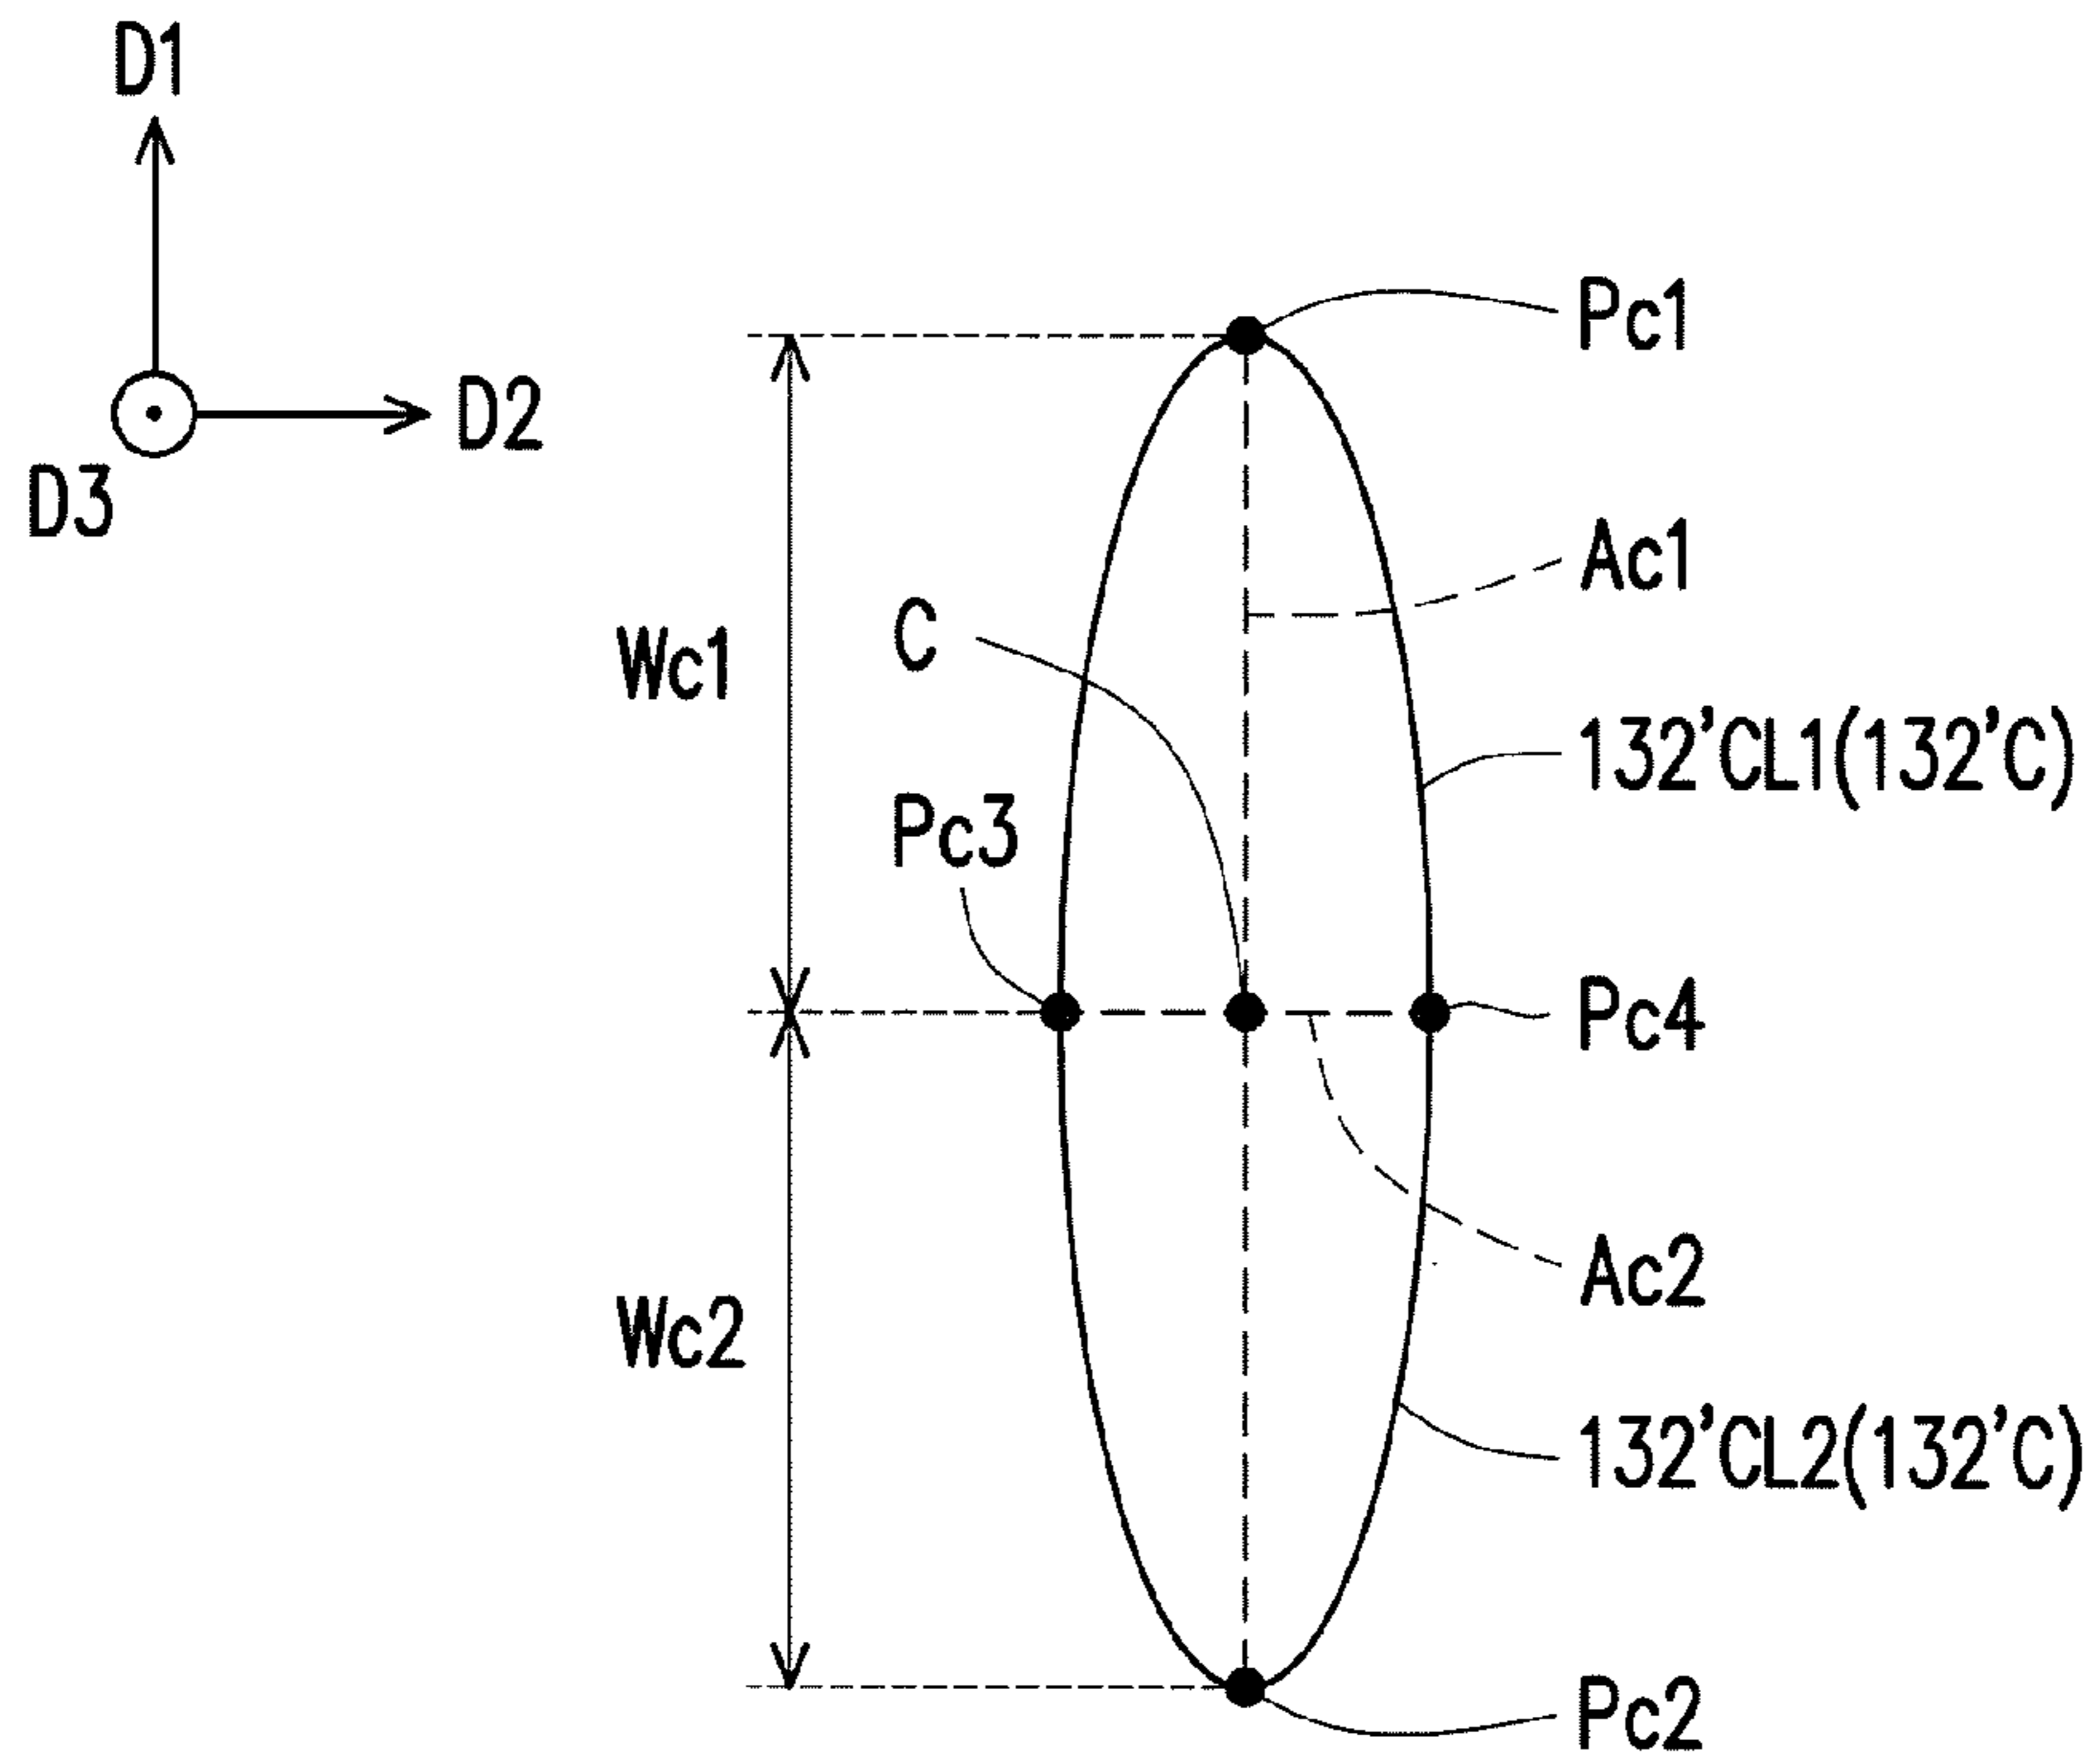 D1
D2
D3
Pc1
Ac1
Wc1
C
132'CL1(132'C)
Pc3
Pc4
Ac2
Wc2
132'CL2(132'C)
Pc2